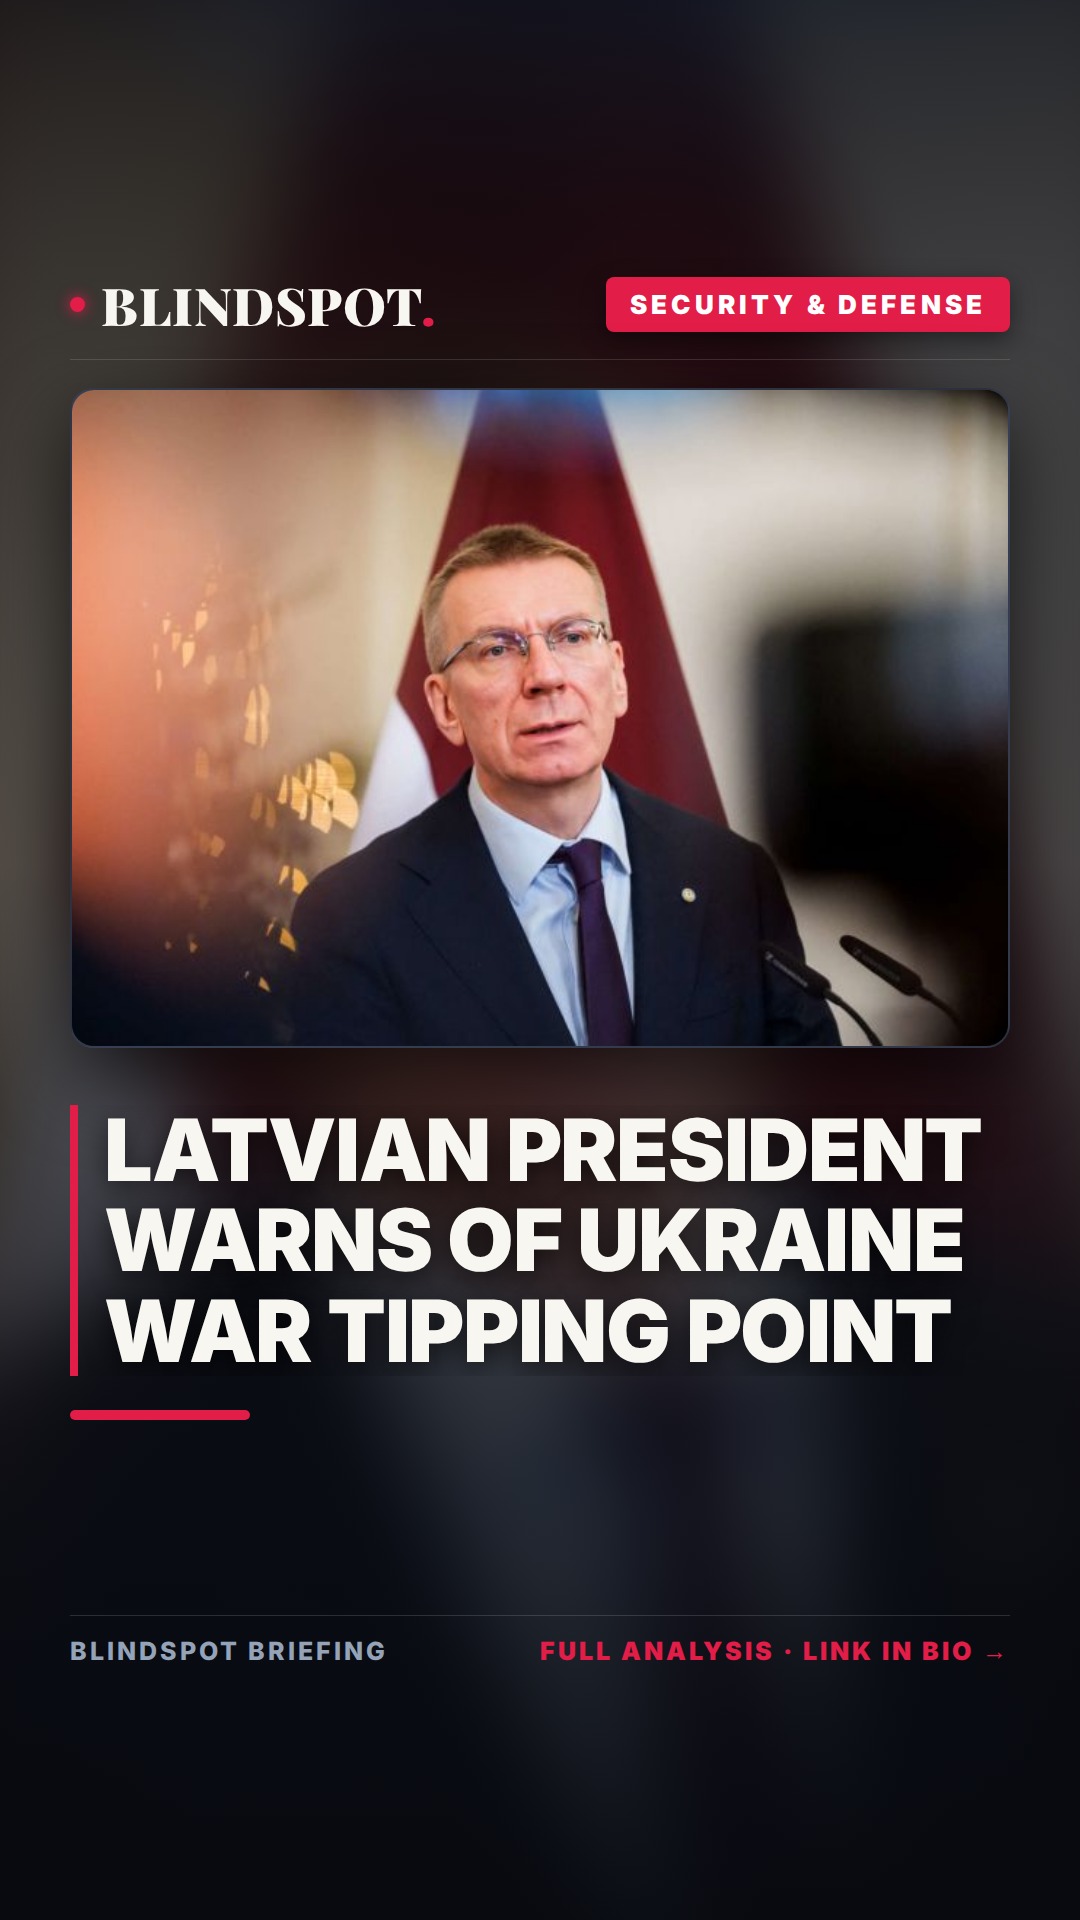 BLINDSPOT.
SECURITY & DEFENSE
LATVIAN PRESIDENT
WARNS OF UKRAINE
WAR TIPPING POINT
BLINDSPOT BRIEFING
FULL ANALYSIS · LINK IN BIO →